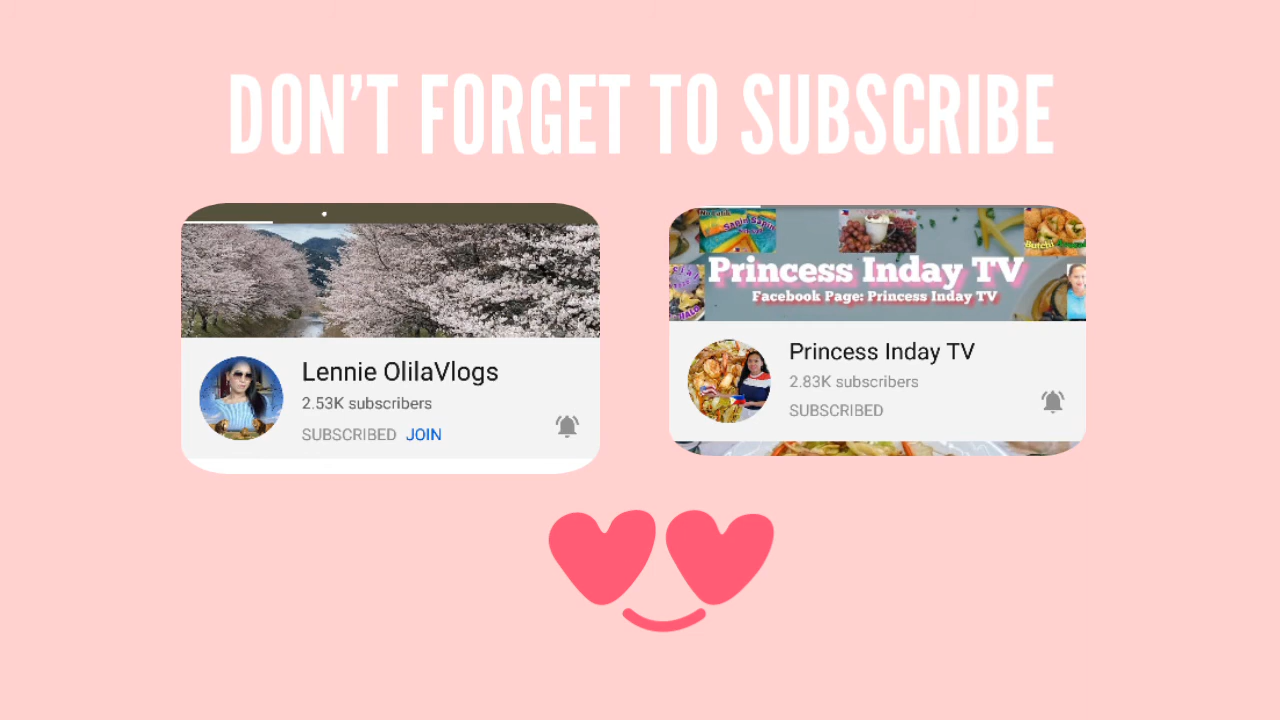 DON'T FORGET TO SUBSCRIBE
Lennie OlilaVlogs
2.53K subscribers
SUBSCRIBED JOIN
Princess Inday TV
Facebook Page: Princess Inday TV
Princess Inday TV
2.83K subscribers
SUBSCRIBED